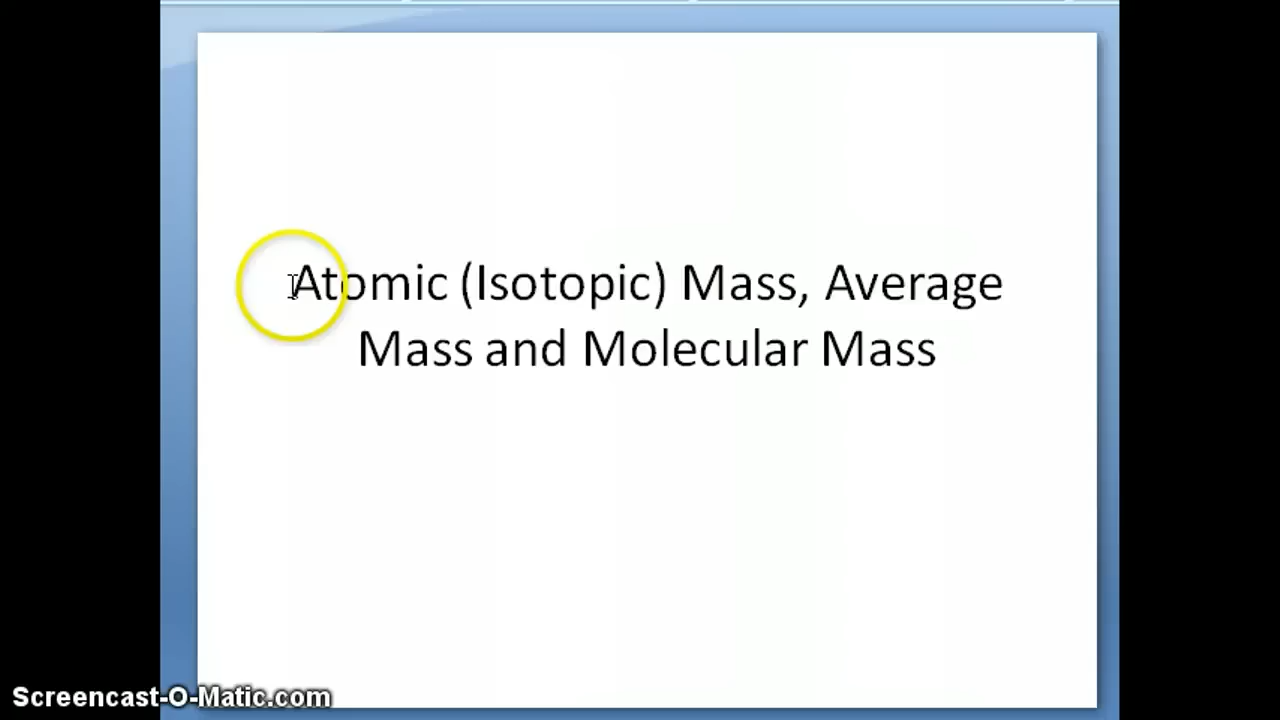 Atomic (Isotopic) Mass, Average
Mass and Molecular Mass
Screencast-O-Matic.com